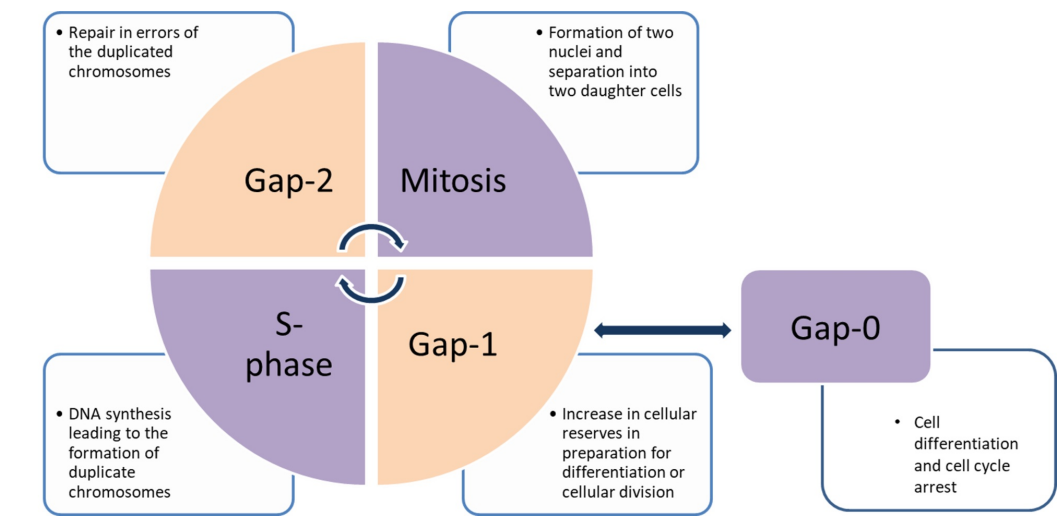 • Repair in errors of
the duplicated
chromosomes
• Formation of two
nuclei and
separation into
two daughter cells
Gap-2
Mitosis
S-
phase
Gap-1
Gap-0
• DNA synthesis
leading to the
formation of
duplicate
chromosomes
• Increase in cellular
reserves in
preparation for
differentiation or
cellular division
• Cell
differentiation
and cell cycle
arrest